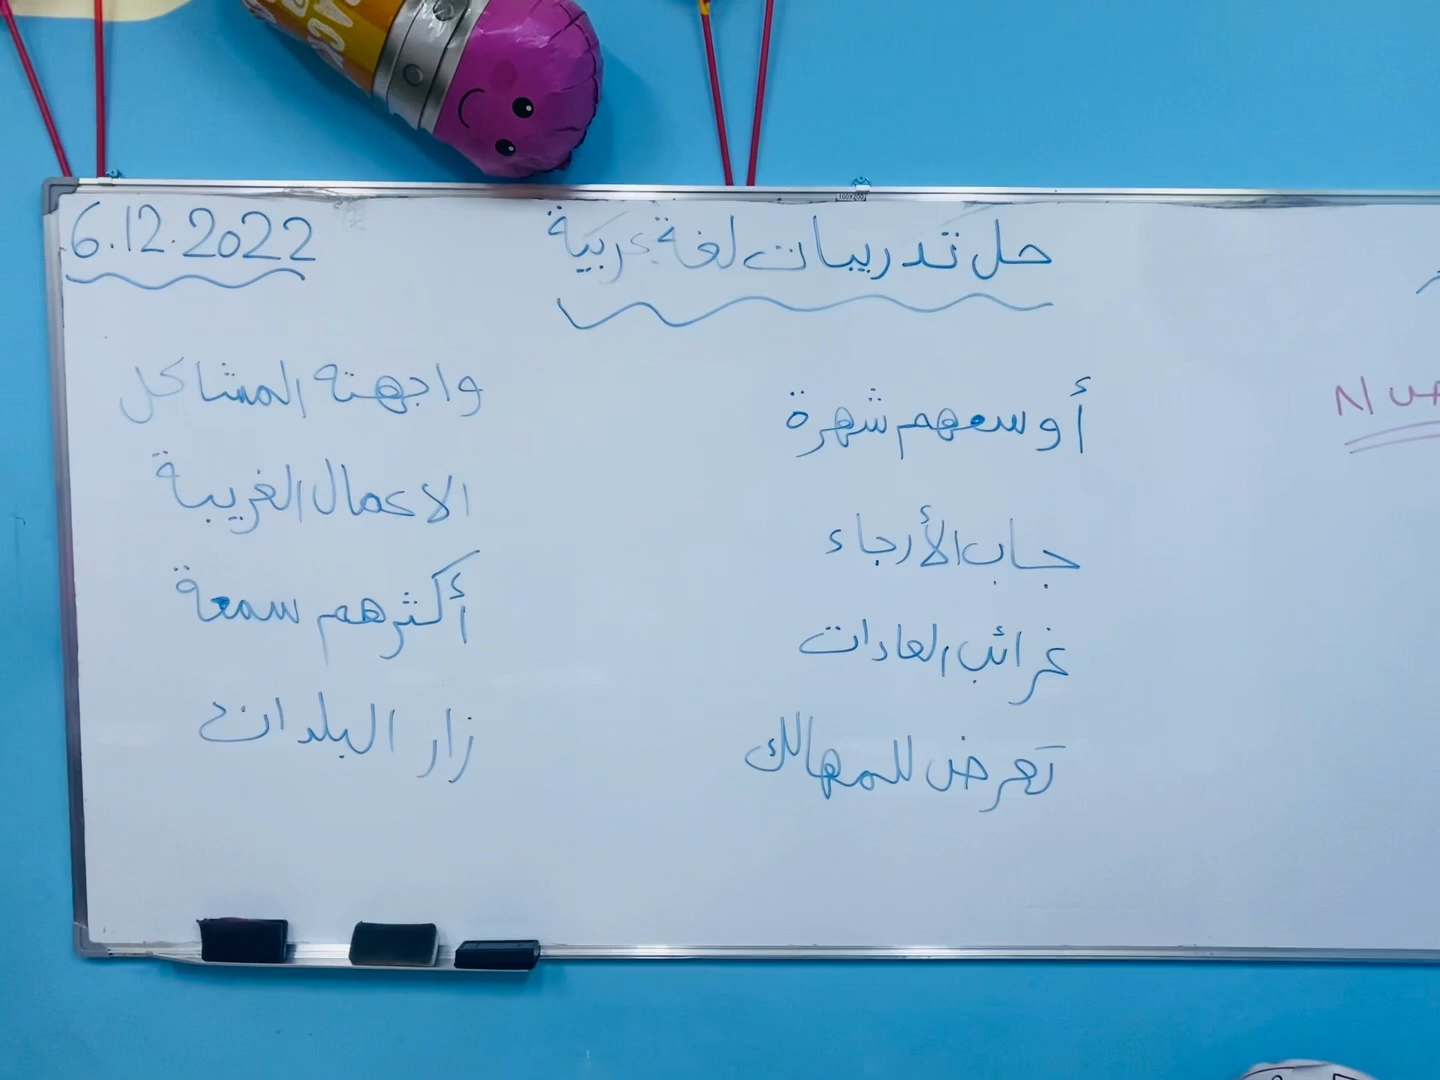 حل تدريبات لغة عربية
6.12.2022
أوسعهم شهرة
واجهته المشاكل
جاب الأرجاء
الاعمال الغريبة
غرائب العادات
أكثرهم سمعة
تعرض للمهالك
زار البلدان